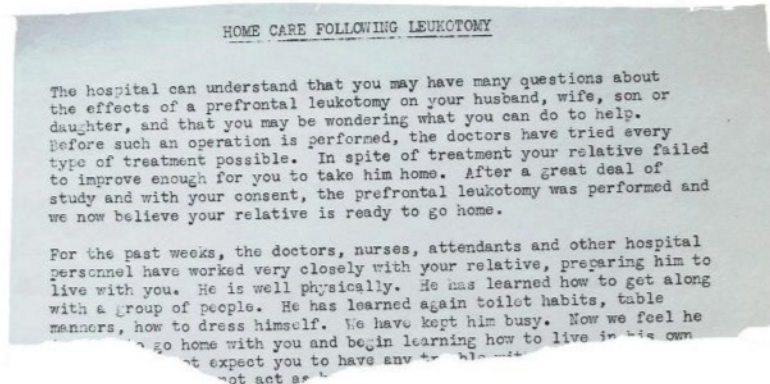 HOME CARE FOLLOWING LEUKOTOMY
The hospital can understand that you may have many questions about
the effects of a prefrontal leukotomy on your husband, wife, son or
daughter, and that you may be wondering what you can do to help.
Before such an operation is performed, the doctors have tried every
type of treatment possible. In spite of treatment your relative failed
to improve enough for you to take him home. After a great deal of
study and with your consent, the prefrontal leukotomy was performed and
we now believe your relative is ready to go home.
For the past weeks, the doctors, nurses, attendants and other hospital
personnel have worked very closely with your relative, preparing him to
live with you. He is well physically. He has learned how to get along
with a group of people. He has learned again toilet habits, table
manners, how to dress himself. We have kept him busy. Now we feel he
go home with you and begin learning how to live in his own
expect you to have any
not act as